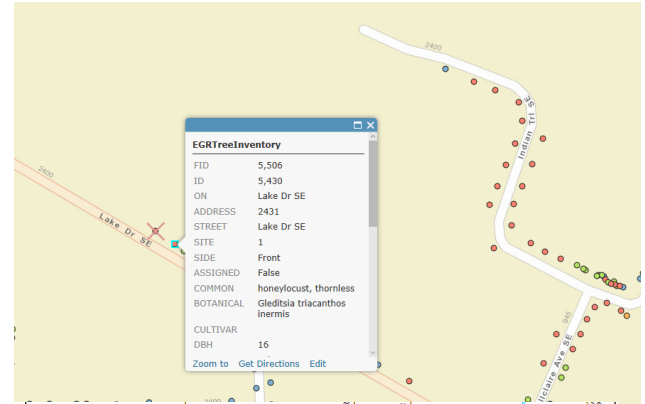 2400
Indian Trl SE
EGRTreeInventory
FID 5,506
ID 5,430
ON Lake Dr SE
ADDRESS 2431
STREET Lake Dr SE
SITE 1
SIDE Front
ASSIGNED False
COMMON honeylocust, thornless
BOTANICAL Gleditsia triacanthos
inermis
CULTIVAR
DBH 16
Zoom to Get Directions Edit
2400
Lake Dr SE
945
Ave SE
2400